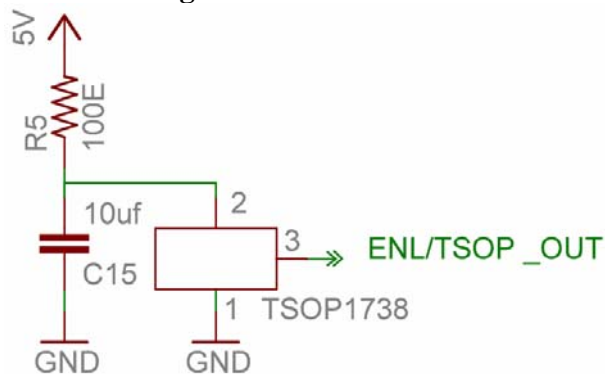 5V
R5
100E
10uf
C15
2
3
1
ENL/TSOP _OUT
TSOP1738
GND
GND